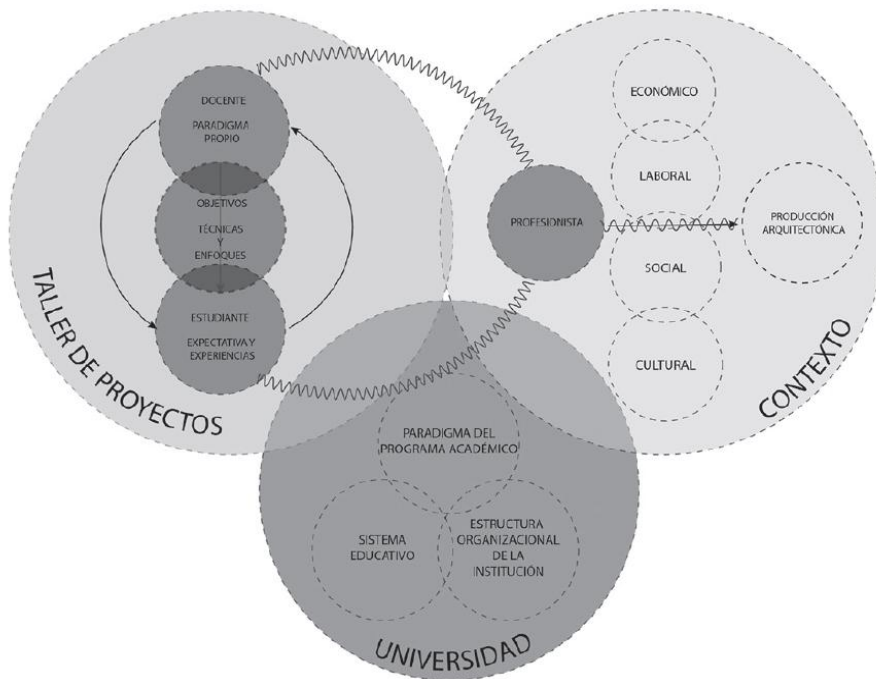 DOCENTE
PARADIGMA
PROPIO
OBJETIVOS
TÉCNICAS
Y
ENFOQUES
ESTUDIANTE
EXPECTATIVA Y
EXPERIENCIAS
TALLER DE PROYECTOS
ECONÓMICO
LABORAL
PROFESIONISTA
PRODUCCIÓN
ARQUITECTÓNICA
SOCIAL
CULTURAL
CONTEXTO
PARADIGMA DEL
PROGRAMA ACADÉMICO
SISTEMA
EDUCATIVO
ESTRUCTURA
ORGANIZACIONAL
DE LA
INSTITUCIÓN
UNIVERSIDAD